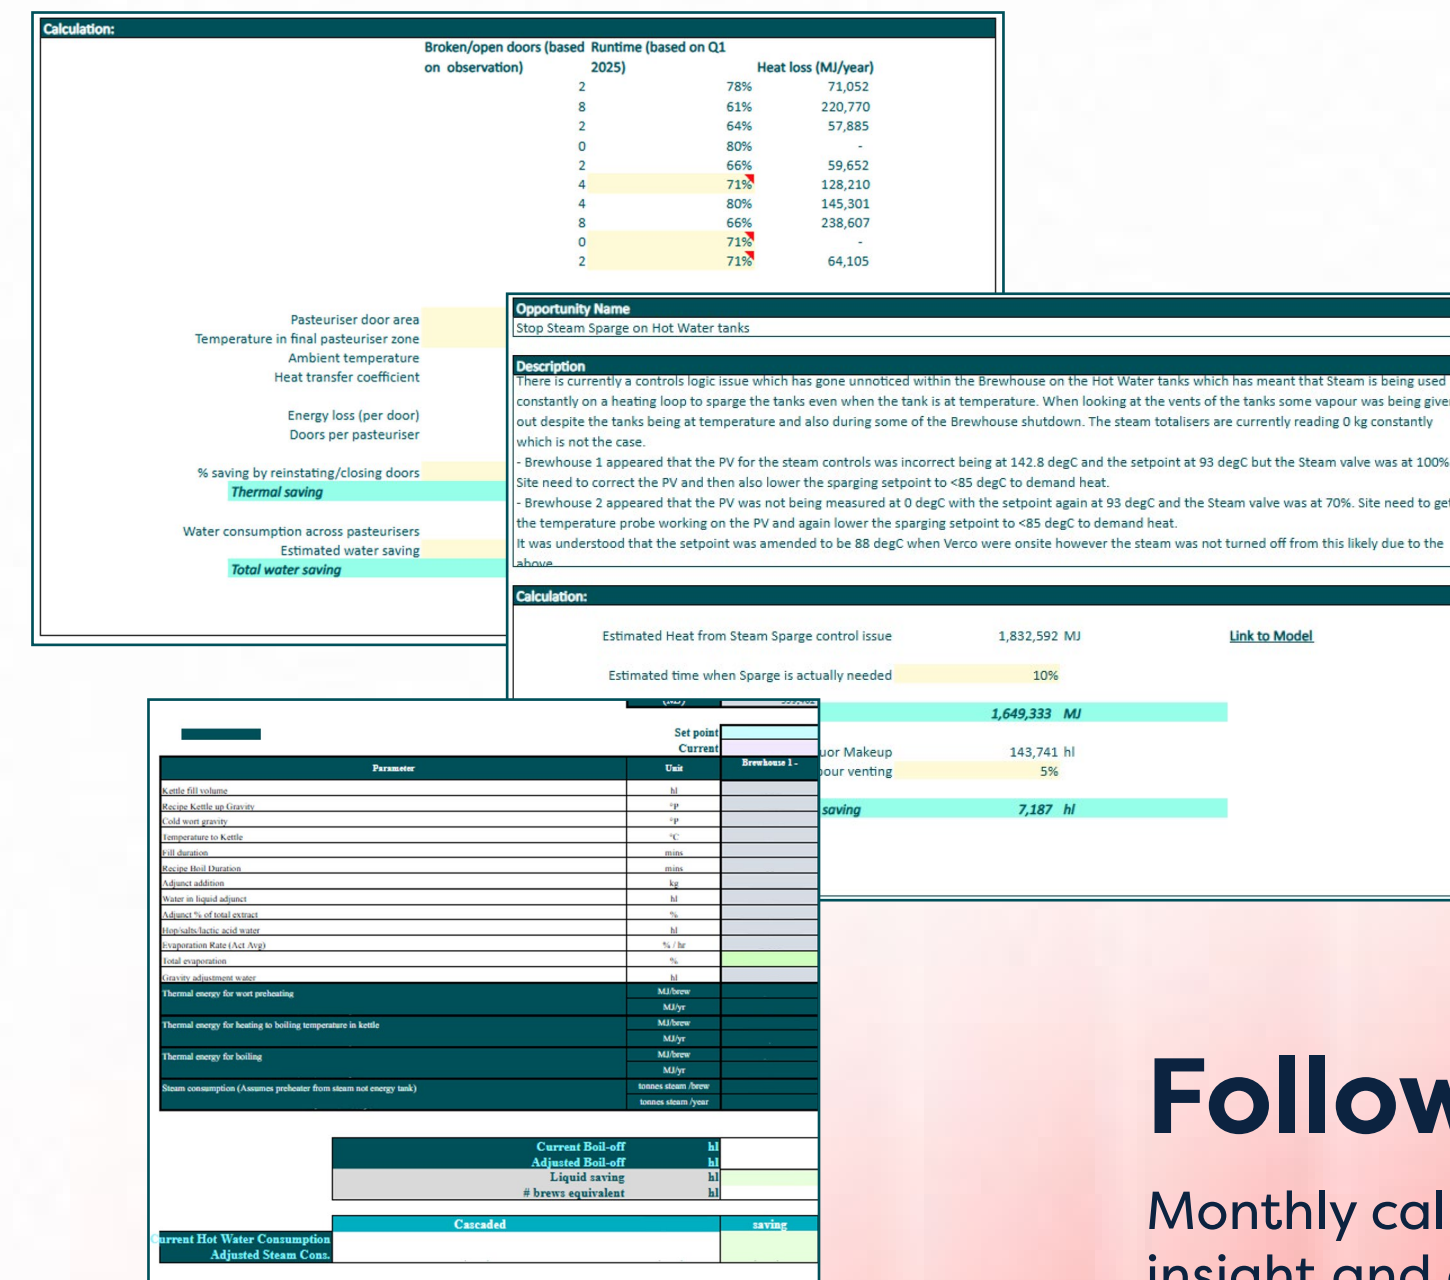 Calculation:
Broken/open doors (based Runtime (based on Q1
on observation) 2025) Heat loss (MJ/year)
2 78% 71,052
8 61% 220,770
2 64% 57,885
0 80% -
2 66% 59,652
4 71% 128,210
4 80% 145,301
8 66% 238,607
0 71% -
2 71% 64,105
Pasteuriser door area
Temperature in final pasteuriser zone
Ambient temperature
Heat transfer coefficient
Energy loss (per door)
Doors per pasteuriser
% saving by reinstating/closing doors
Thermal saving
Water consumption across pasteurisers
Estimated water saving
Total water saving
Opportunity Name
Stop Steam Sparge on Hot Water tanks
Description
There is currently a controls logic issue which has gone unnoticed within the Brewhouse on the Hot Water tanks which has meant that Steam is being used
constantly on a heating loop to sparge the tanks even when the tank is at temperature. When looking at the vents of the tanks some vapour was being give
out despite the tanks being at temperature and also during some of the Brewhouse shutdown. The steam totalisers are currently reading 0 kg constantly
which is not the case.
- Brewhouse 1 appeared that the PV for the steam controls was incorrect being at 142.8 degC and the setpoint at 93 degC but the Steam valve was at 100%
Site need to correct the PV and then also lower the sparging setpoint to <85 degC to demand heat.
- Brewhouse 2 appeared that the PV was not being measured at 0 degC with the setpoint again at 93 degC and the Steam valve was at 70%. Site need to get
the temperature probe working on the PV and again lower the sparging setpoint to <85 degC to demand heat.
It was understood that the setpoint was amended to be 88 degC when Verco were onsite however the steam was not turned off from this likely due to the
above
Calculation:
Estimated Heat from Steam Sparge control issue 1,832,592 MJ Link to Model
Estimated time when Sparge is actually needed 10%
1,649,333 MJ
uor Makeup 143,741 hl
our venting 5%
saving 7,187 hl
Set point
Current
Parameter Unit Brewhouse 1 -
Kettle fill volume hl
Recipe Kettle up Gravity °P
Cold wort gravity °P
Temperature to Kettle °C
Fill duration mins
Recipe Boil Duration mins
Adjunct addition kg
Water in liquid adjunct hl
Adjunct % of total extract %
Hop/salts/lactic acid water hl
Evaporation Rate (Act Avg) % / hr
Total evaporation %
Gravity adjustment water hl
Thermal energy for wort preheating MJ/brew
MJ/yr
Thermal energy for heating to boiling temperature in kettle MJ/brew
MJ/yr
Thermal energy for boiling MJ/brew
MJ/yr
Steam consumption (Assumes preheater from steam not energy tank) tonnes steam /brew
tonnes steam /year
Current Boil-off hl
Adjusted Boil-off hl
Liquid saving hl
# brews equivalent hl
Cascaded saving
urrent Hot Water Consumption
Adjusted Steam Cons.
Follow
Monthly cal
insight and